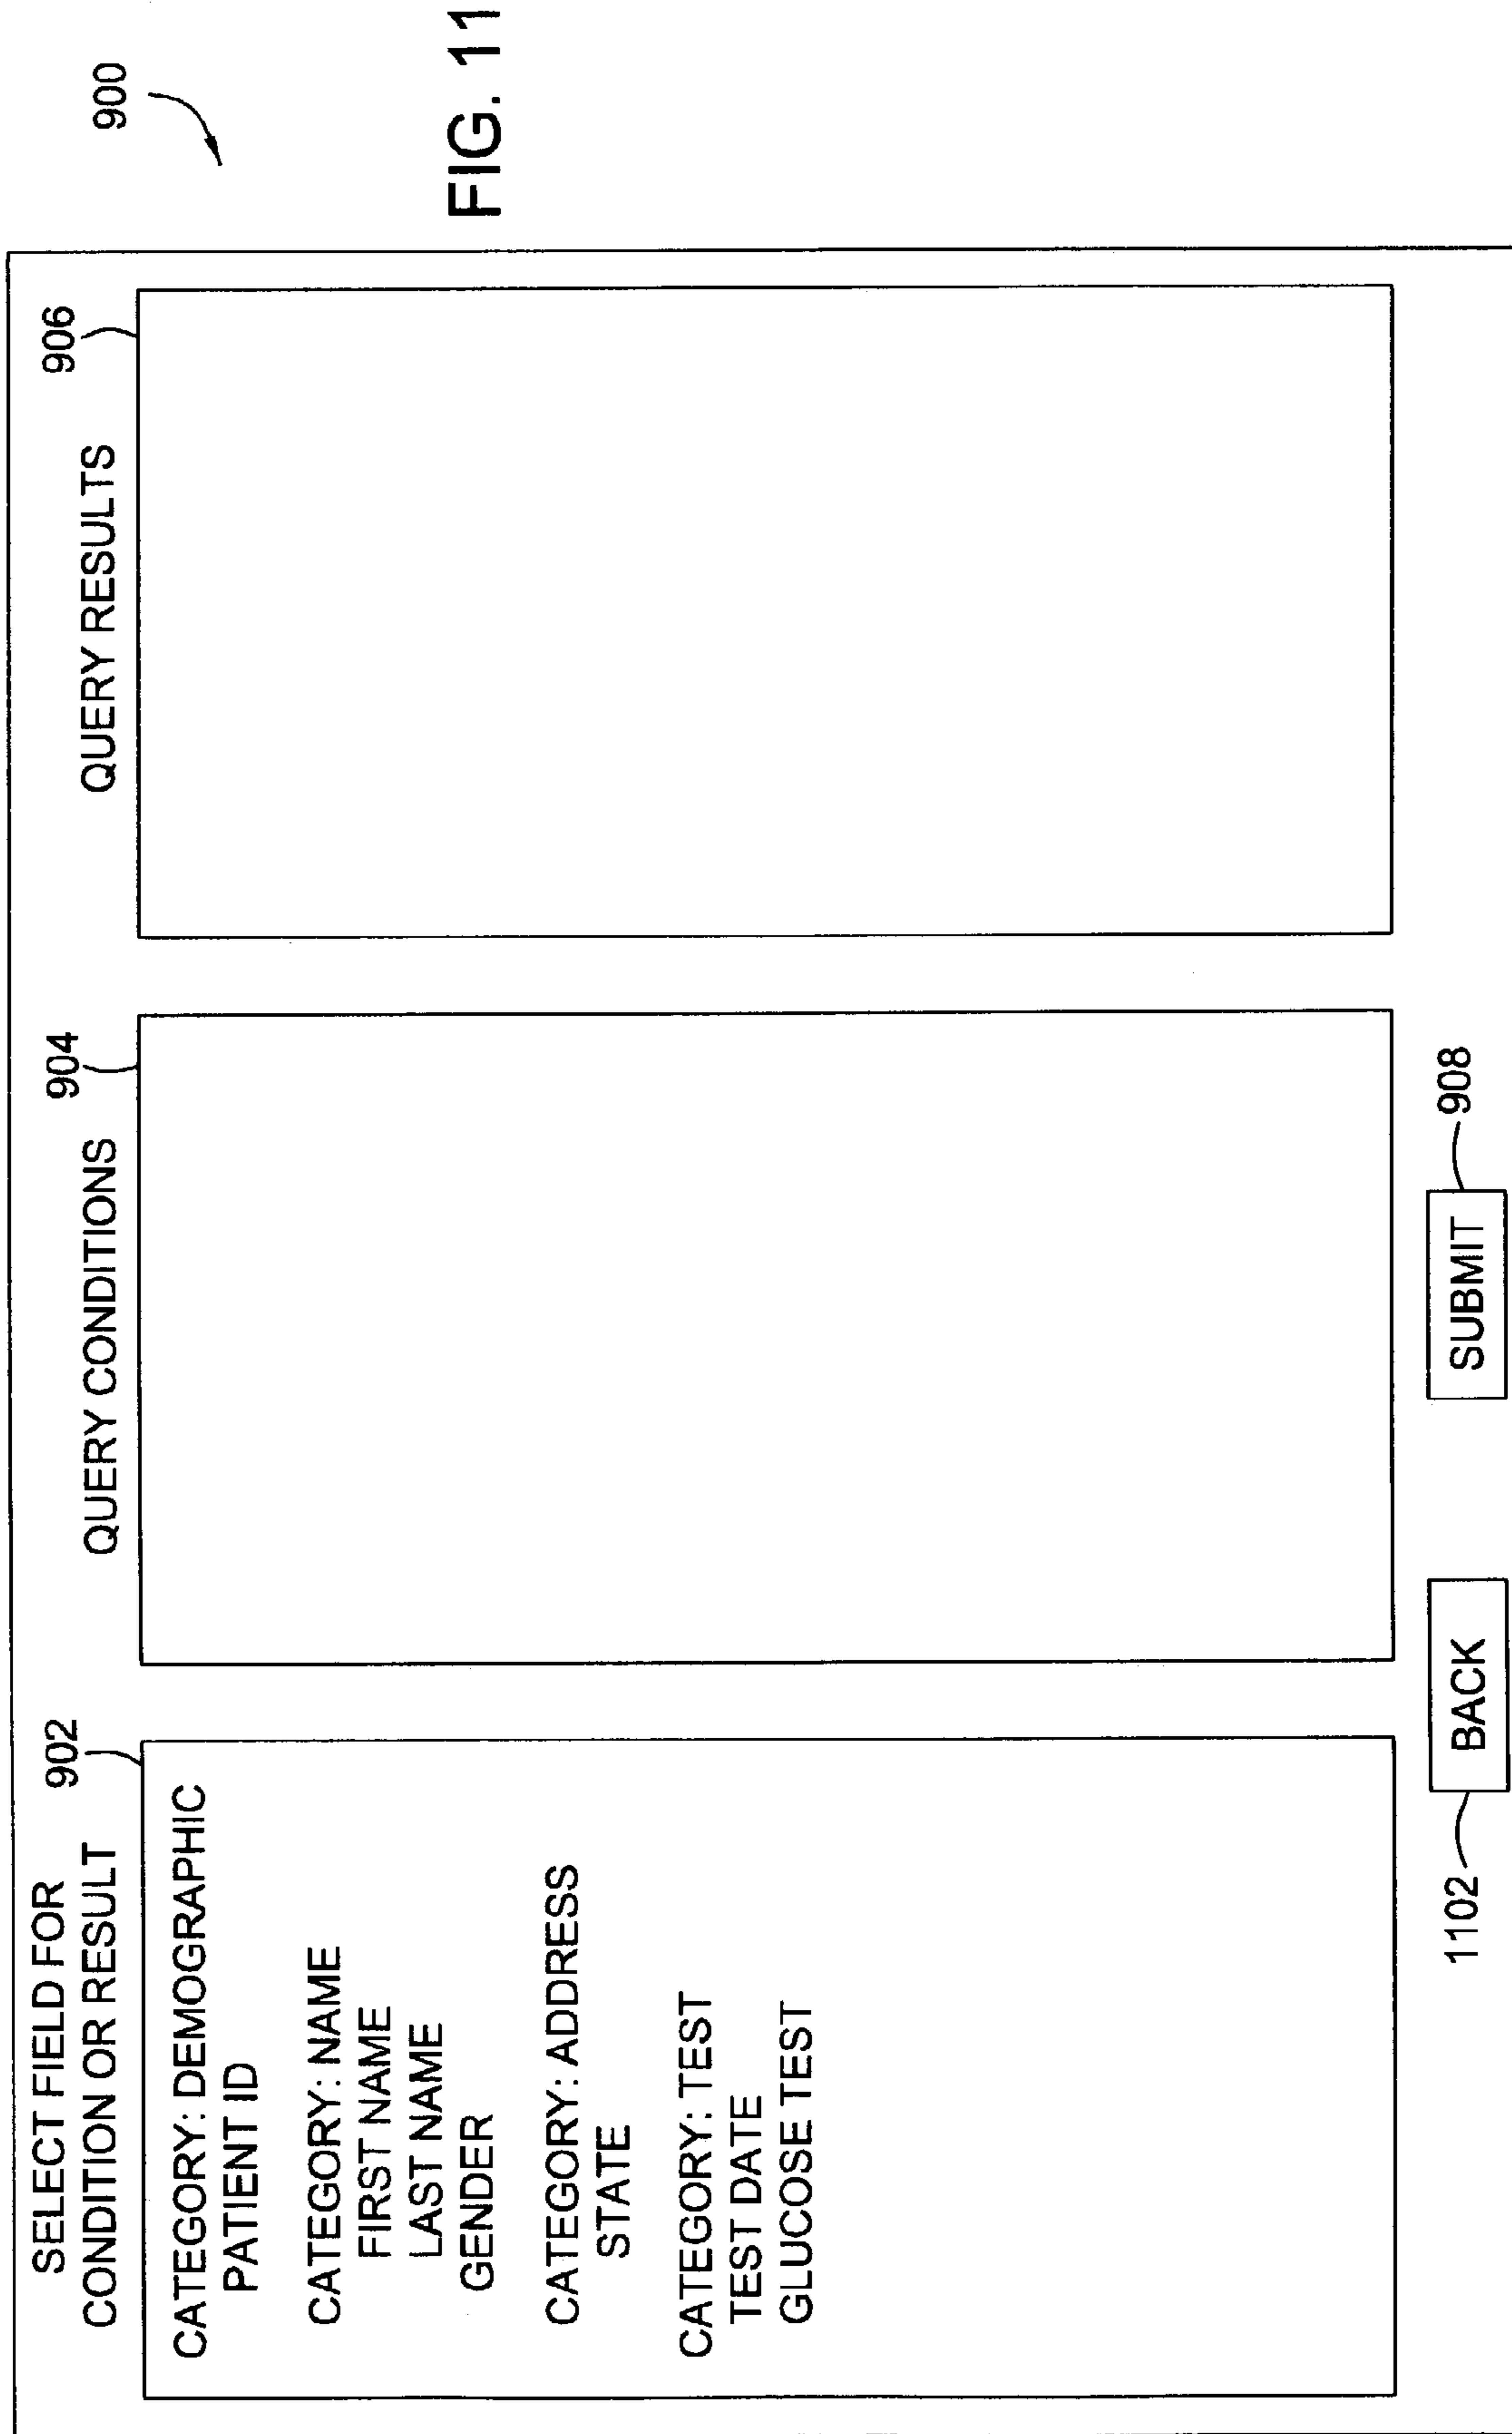 900
FIG. 11
SELECT FIELD FOR
CONDITION OR RESULT
902
CATEGORY: DEMOGRAPHIC
PATIENT ID
CATEGORY: NAME
FIRST NAME
LAST NAME
GENDER
CATEGORY: ADDRESS
STATE
CATEGORY: TEST
TEST DATE
GLUCOSE TEST
QUERY CONDITIONS
904
QUERY RESULTS
906
1102
BACK
SUBMIT
908